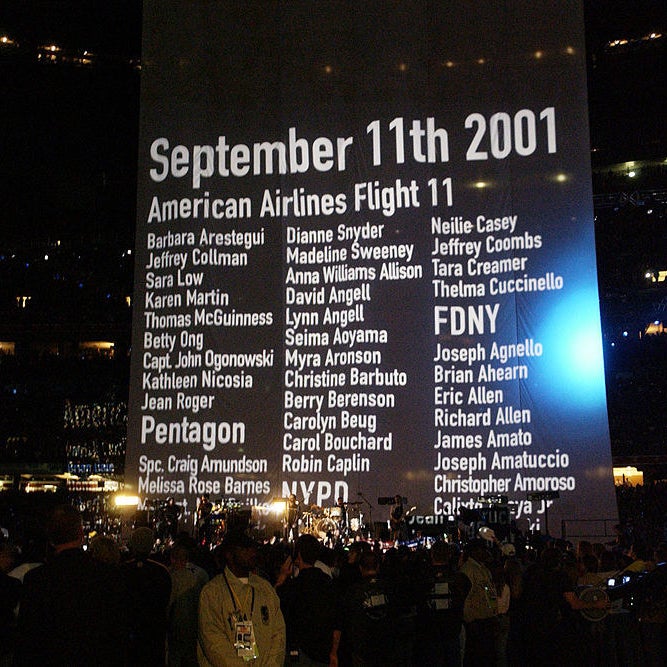 September 11th 2001
American Airlines Flight 11
Barbara Arestegui
Jeffrey Collman
Sara Low
Karen Martin
Thomas McGuinness
Betty Ong
Capt. John Ogonowski
Kathleen Nicosia
Jean Roger
Pentagon
Spc. Craig Amundson
Melissa Rose Barnes
Dianne Snyder
Madeline Sweeney
Anna Williams Allison
David Angell
Lynn Angell
Seima Aoyama
Myra Aronson
Christine Barbuto
Berry Berenson
Carolyn Beug
Carol Bouchard
Robin Caplin
NYPD
Neilie Casey
Jeffrey Coombs
Tara Creamer
Thelma Cuccinello
FDNY
Joseph Agnello
Brian Ahearn
Eric Allen
Richard Allen
James Amato
Joseph Amatuccio
Christopher Amoroso